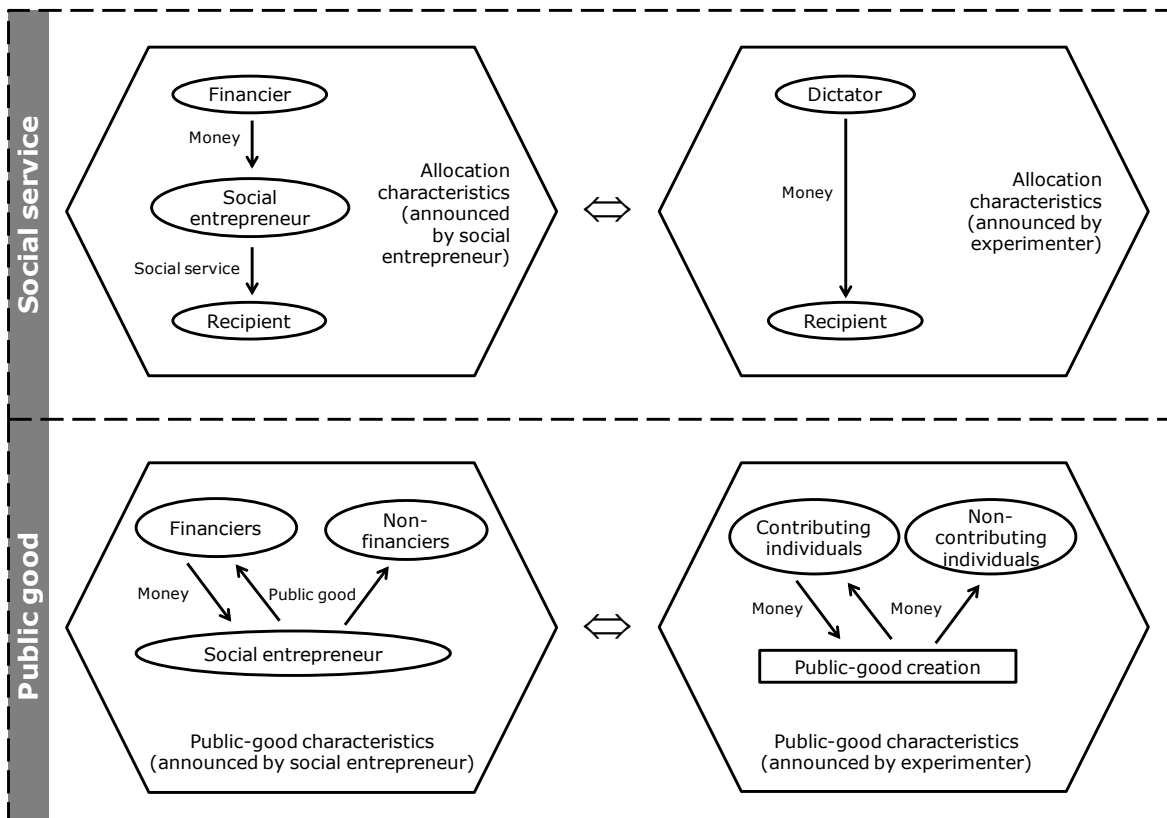 Social service
Financier
Money
Social
entrepreneur
Social service
Recipient
Allocation
characteristics
(announced
by social
entrepreneur)
Dictator
Money
Recipient
Allocation
characteristics
(announced by
experimenter)
Public good
Financiers
Non-
financiers
Money
Public good
Social entrepreneur
Public-good characteristics
(announced by social entrepreneur)
Contributing
individuals
Non-
contributing
individuals
Money
Money
Public-good creation
Public-good characteristics
(announced by experimenter)